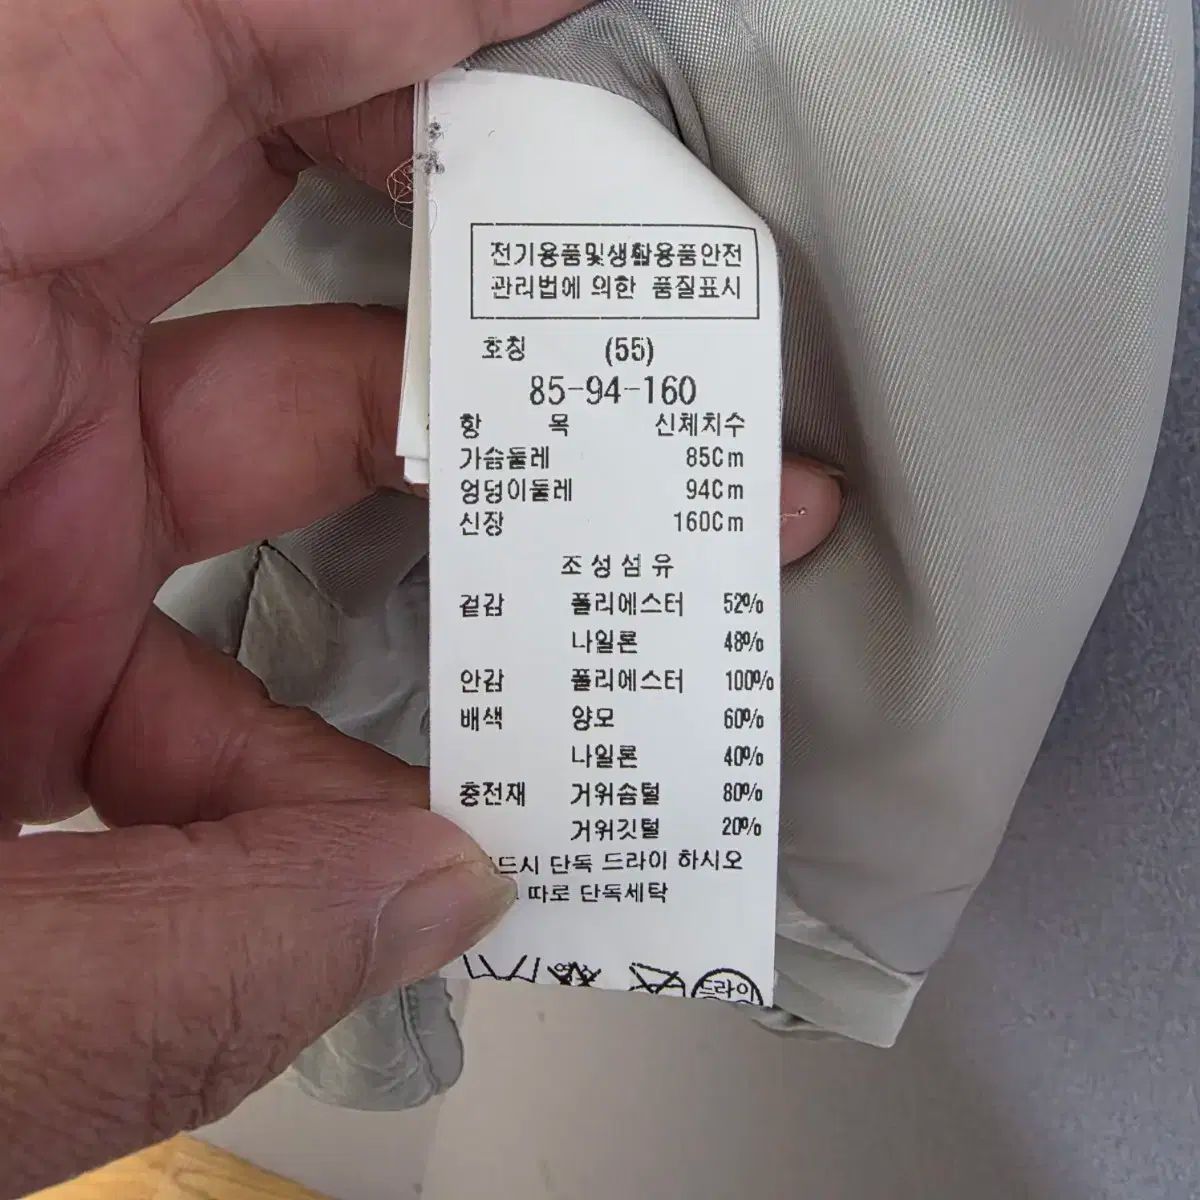 전기용품및생활용품안전
관리법에 의한 품질표시
호칭 (55)
85-94-160
항 목 신체치수
가슴둘레 85Cm
엉덩이둘레 94Cm
신장 160Cm
조성섬유
겉감 폴리에스터 52%
나일론 48%
안감 폴리에스터 100%
배색 양모 60%
나일론 40%
충전재 거위솜털 80%
거위깃털 20%
드시 단독 드라이 하시오
따로 단독세탁
드라이